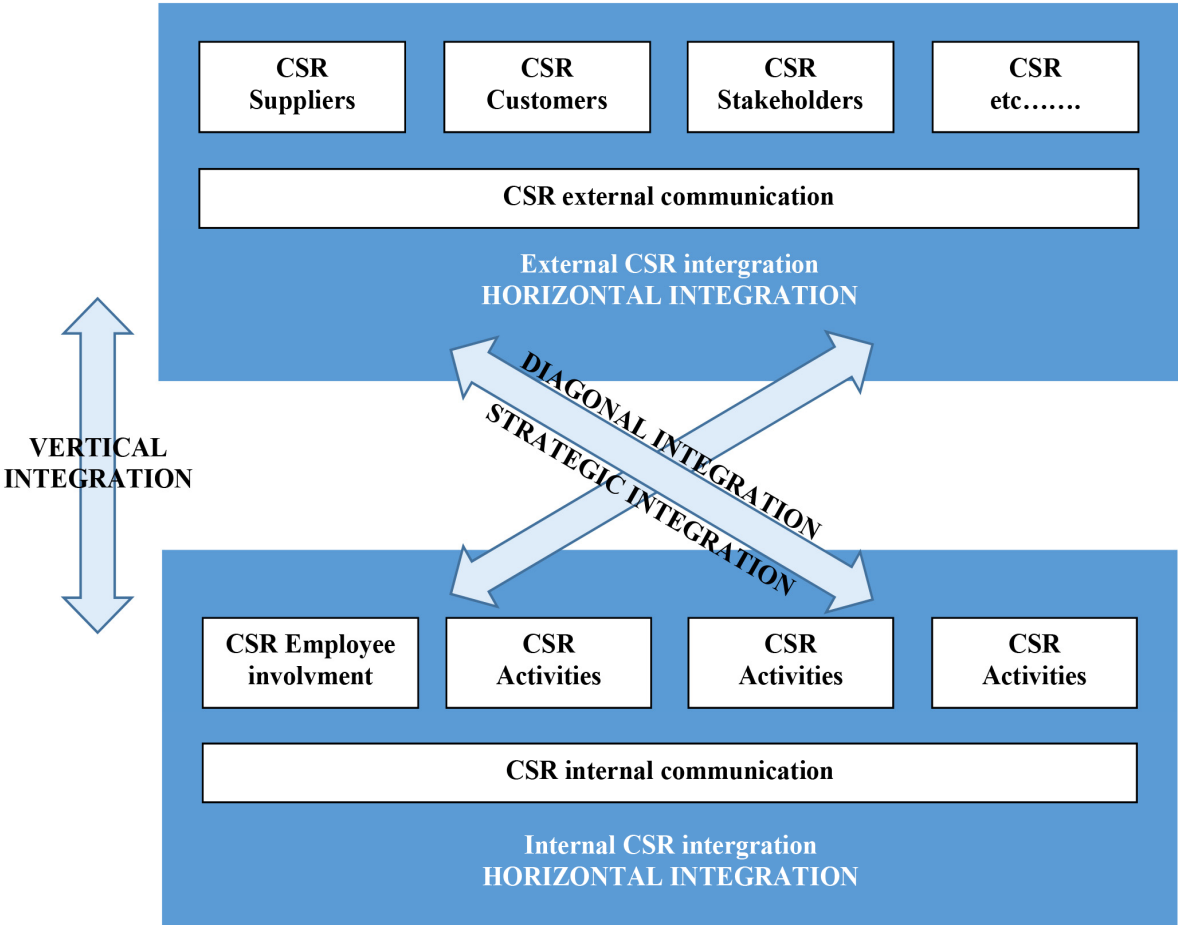 CSR
Suppliers
CSR
Customers
CSR
Stakeholders
CSR
etc…….
CSR external communication
External CSR intergration
HORIZONTAL INTEGRATION
DIAGONAL INTEGRATION
STRATEGIC INTEGRATION
VERTICAL
INTEGRATION
CSR Employee
involvment
CSR
Activities
CSR
Activities
CSR
Activities
CSR internal communication
Internal CSR intergration
HORIZONTAL INTEGRATION